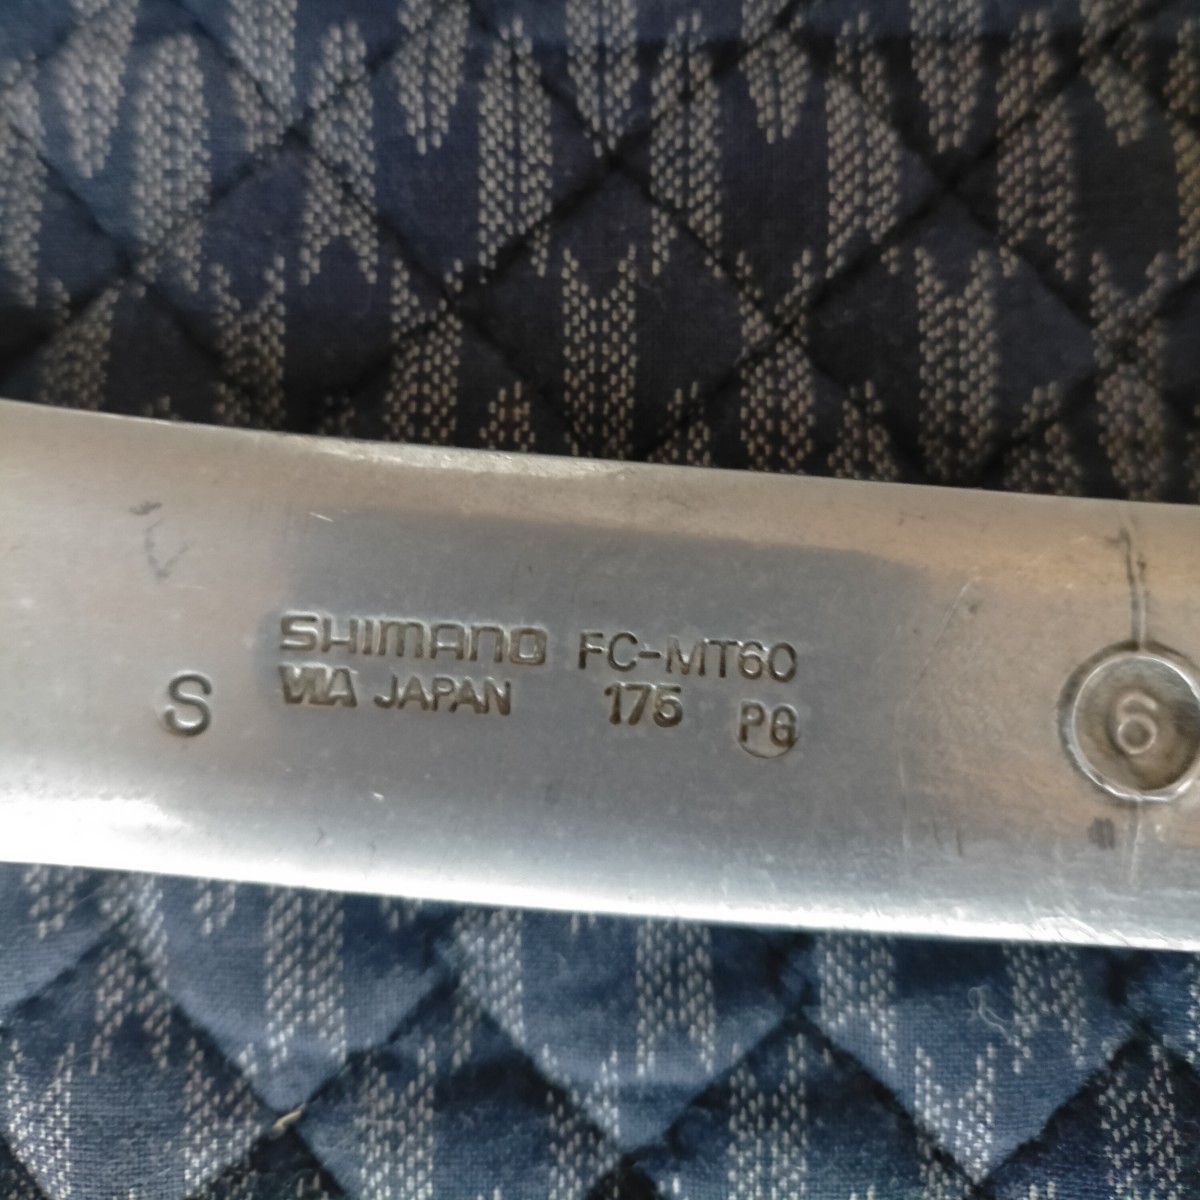 SHIMANO FC-MT60
VIA JAPAN 175 PG
S
6